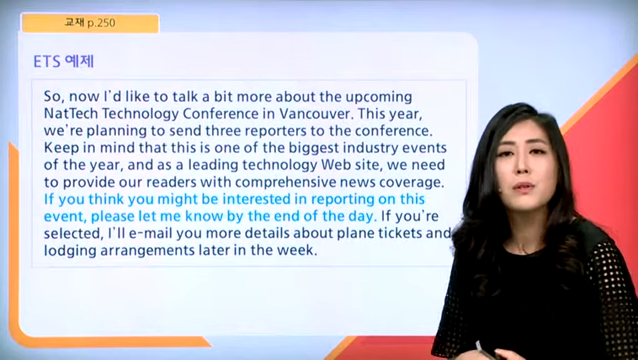 교재 p.250
ETS 예제
So, now I'd like to talk a bit more about the upcoming
NatTech Technology Conference in Vancouver. This year,
we're planning to send three reporters to the conference.
Keep in mind that this is one of the biggest industry events
of the year, and as a leading technology Web site, we need
to provide our readers with comprehensive news coverage.
If you think you might be interested in reporting on this
event, please let me know by the end of the day. If you're
selected, I'll e-mail you more details about plane tickets and
lodging arrangements later in the week.